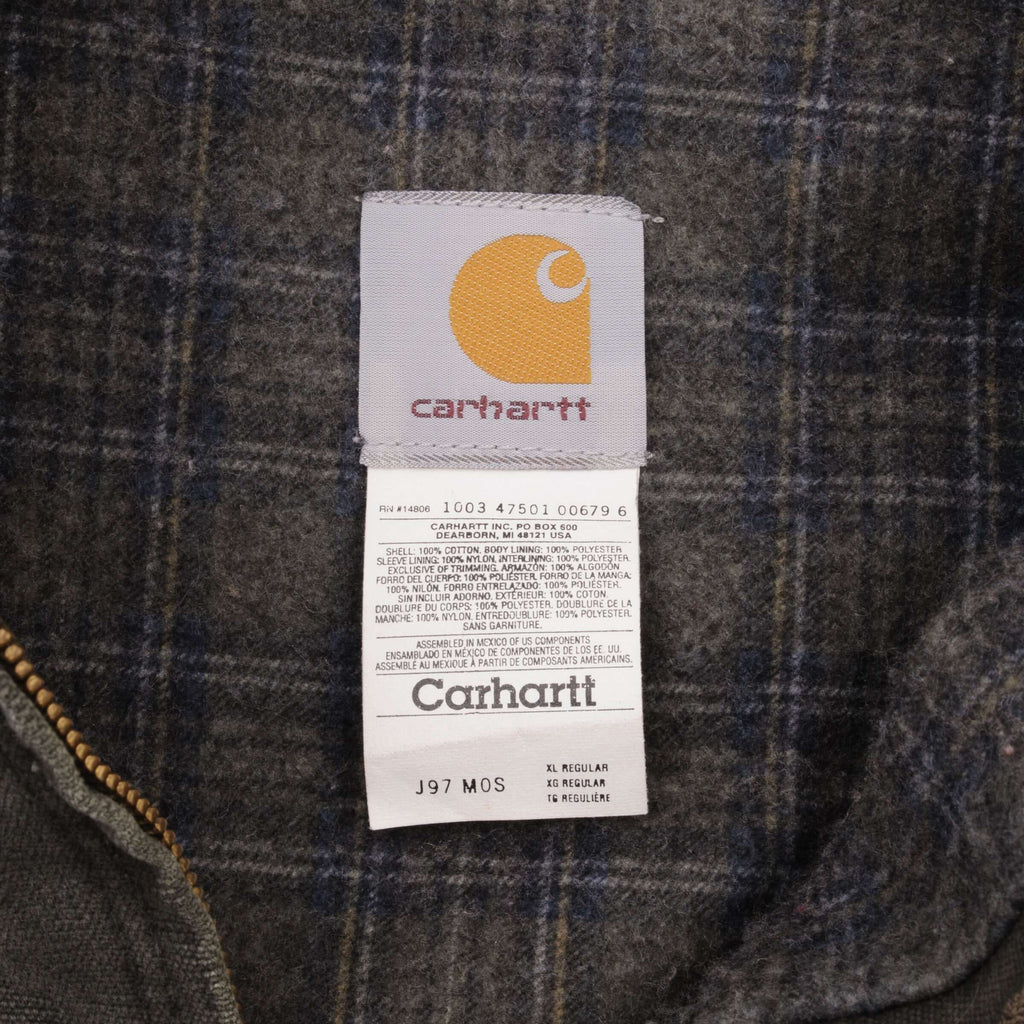 carhartt
RN #14806 1003 47501 00679 6
CARHARTT INC. PO BOX 600
DEARBORN, MI 48121 USA
SHELL: 100% COTTON. BODY LINING: 100% POLYESTER
SLEEVE LINING: 100% NYLON. INTERLINING: 100% POLYESTER.
EXCLUSIVE OF TRIMMING. ARMAZON: 100% ALGODÓN
FORRO DEL CUERPO: 100% POLIÉSTER. FORRO DE LA MANGA:
100% NILÓN. FORRO ENTRELAZADO: 100% POLIÉSTER.
SIN INCLUIR ADORNO. EXTÉRIEUR: 100% COTON.
DOUBLURE DU CORPS: 100% POLYESTER. DOUBLURE DE LA
MANCHE: 100% NYLON. ENTREDOUBLURE: 100% POLYESTER.
SANS GARNITURE.
ASSEMBLED IN MEXICO OF US COMPONENTS
ENSAMBLADO EN MÉXICO DE COMPONENTES DE LOS EE. UU.
ASSEMBLÉ AU MEXIQUE À PARTIR DE COMPOSANTS AMERICAINS.
Carhartt
J97 MOS
XL REGULAR
XG REGULAR
TG REGULIÈRE